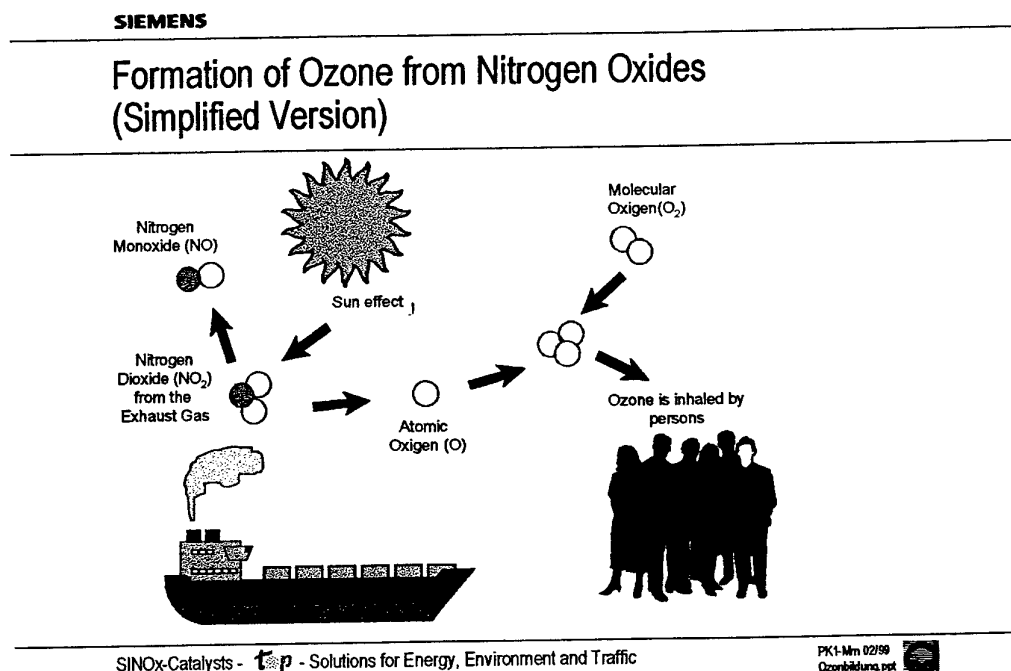 SIEMENS
Formation of Ozone from Nitrogen Oxides
(Simplified Version)
Molecular
Oxigen (O₂)
Nitrogen
Monoxide (NO)
Sun effect
Nitrogen
Dioxide (NO₂)
from the
Exhaust Gas
Atomic
Oxigen (O)
Ozone is inhaled by
persons
SINOx-Catalysts - top - Solutions for Energy, Environment and Traffic
PK1-Mm 02/99
Ozonbildung.ppt